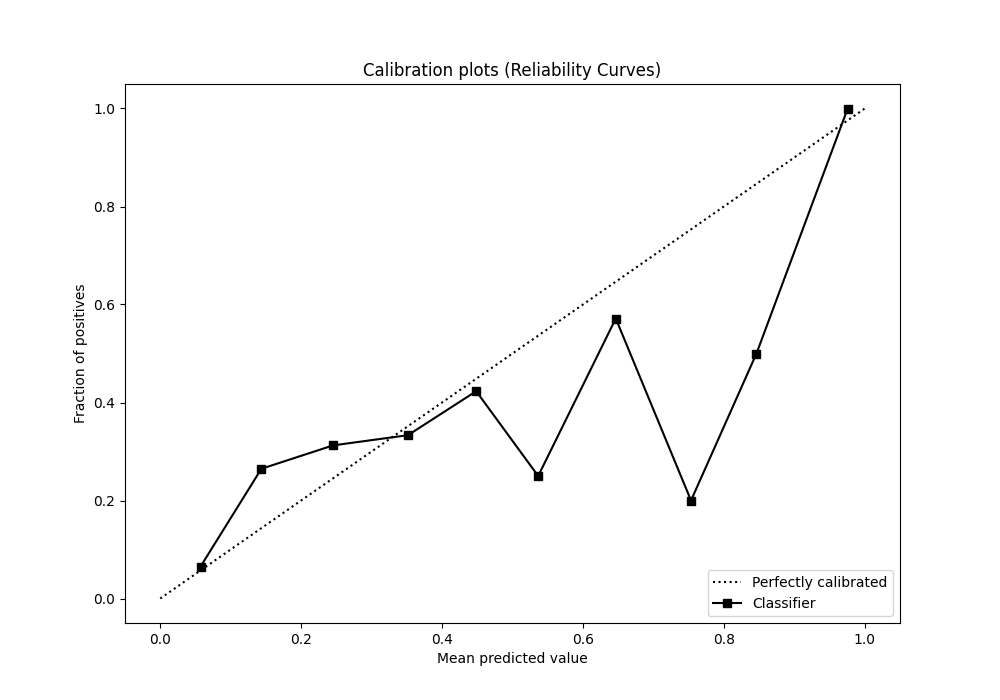 Calibration plots (Reliability Curves)
Fraction of positives
1.0
0.8
0.6
0.4
0.2
0.0
Perfectly calibrated
Classifier
0.0 0.2 0.4 0.6 0.8 1.0
Mean predicted value